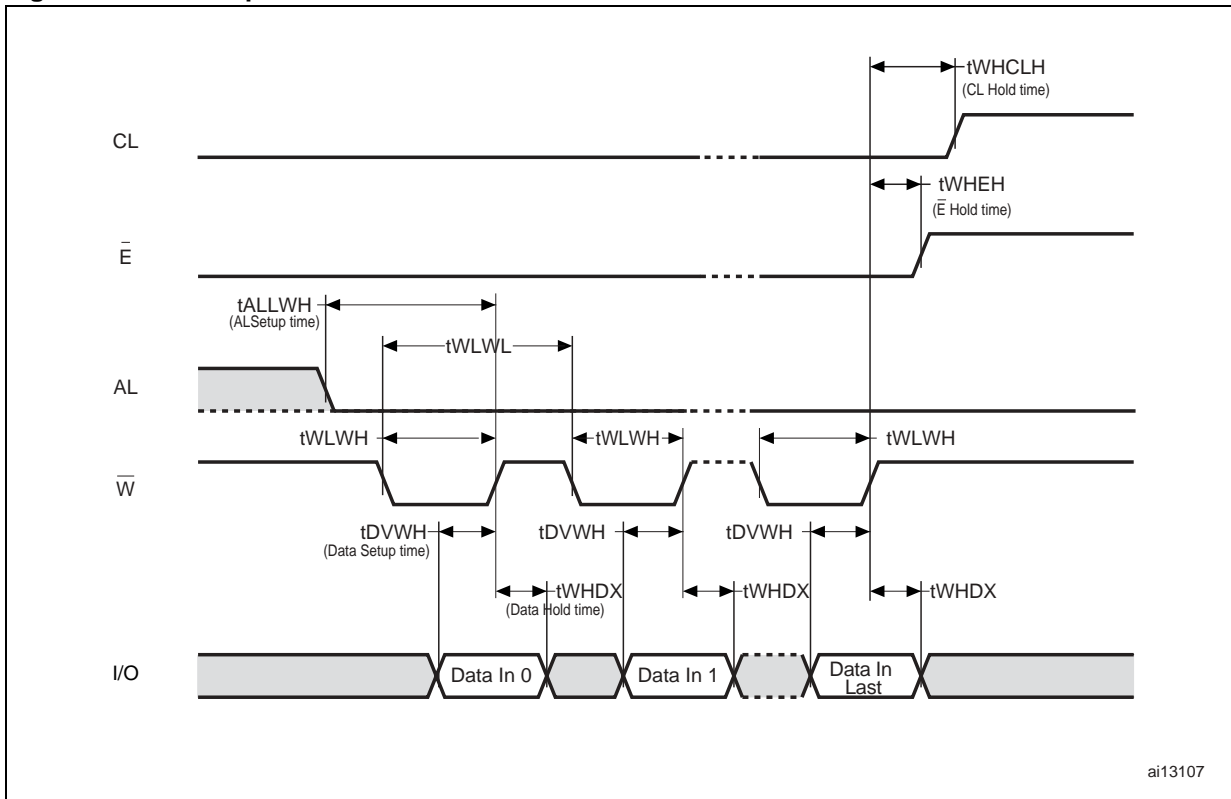 tWHCLH
(CL Hold time)
CL
tWHEH
(E̅ Hold time)
E̅
tALLWH
(ALSetup time)
tWLWL
AL
tWLWH
tWLWH
tWLWH
W̅
tDVWH
(Data Setup time)
tDVWH
tDVWH
tWHDX
(Data Hold time)
tWHDX
tWHDX
I/O
Data In 0
Data In 1
Data In
Last
ai13107